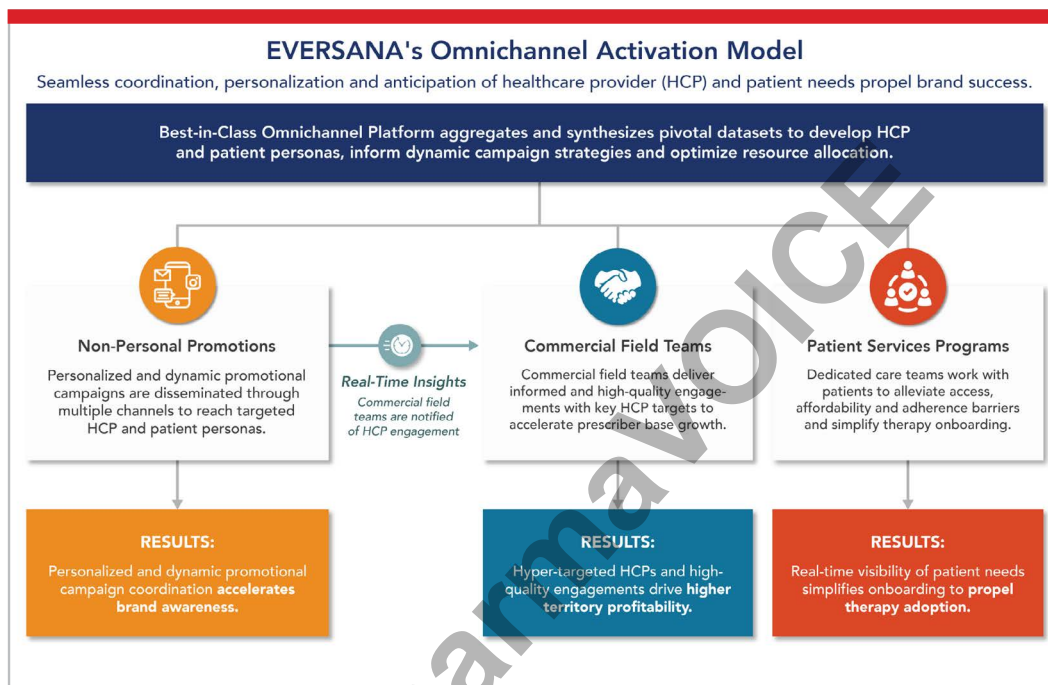 EVERSANA's Omnichannel Activation Model
Seamless coordination, personalization and anticipation of healthcare provider (HCP) and patient needs propel brand success.
Best-in-Class Omnichannel Platform aggregates and synthesizes pivotal datasets to develop HCP
and patient personas, inform dynamic campaign strategies and optimize resource allocation.
Non-Personal Promotions
Personalized and dynamic promotional
campaigns are disseminated through
multiple channels to reach targeted
HCP and patient personas.
Real-Time Insights
Commercial field
teams are notified
of HCP engagement
Commercial Field Teams
Commercial field teams deliver
informed and high-quality engage-
ments with key HCP targets to
accelerate prescriber base growth.
Patient Services Programs
Dedicated care teams work with
patients to alleviate access,
affordability and adherence barriers
and simplify therapy onboarding.
RESULTS:
Personalized and dynamic promotional
campaign coordination accelerates
brand awareness.
RESULTS:
Hyper-targeted HCPs and high-
quality engagements drive higher
territory profitability.
RESULTS:
Real-time visibility of patient needs
simplifies onboarding to propel
therapy adoption.
armaVOICE